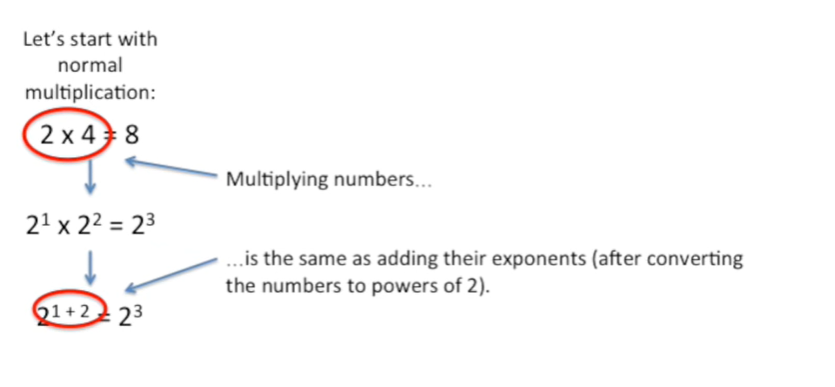 Let's start with
normal
multiplication:
2 x 4 = 8
Multiplying numbers...
2¹ x 2² = 2³
...is the same as adding their exponents (after converting
the numbers to powers of 2).
2¹ ⁺ ² = 2³